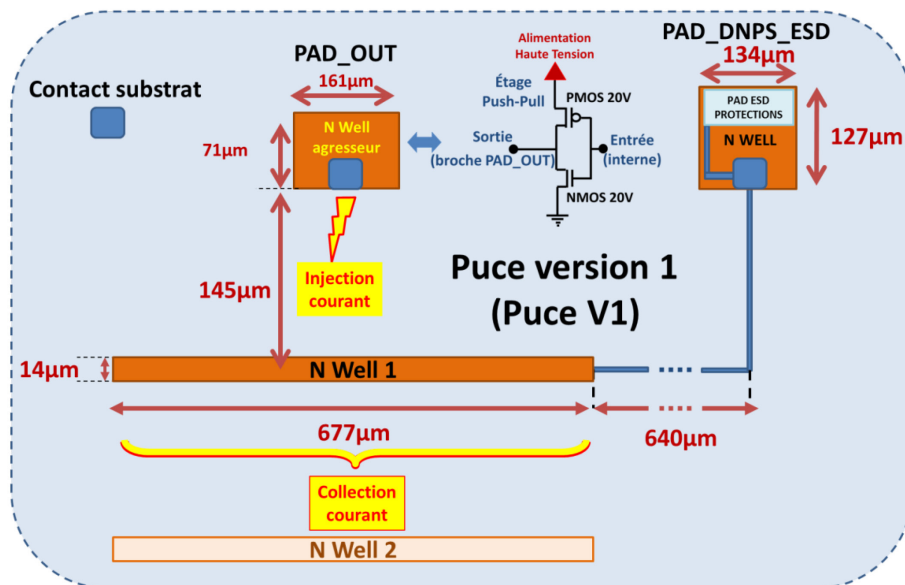 PAD_OUT
161µm
Contact substrat
N Well
agresseur
71µm
Alimentation
Haute Tension
Étage
Push-Pull
PMOS 20V
Sortie
(broche PAD_OUT)
Entrée
(interne)
NMOS 20V
PAD_DNPS_ESD
134µm
PAD ESD
PROTECTIONS
N WELL
127µm
145µm
Injection
courant
Puce version 1
(Puce V1)
14µm
N Well 1
677µm
640µm
Collection
courant
N Well 2